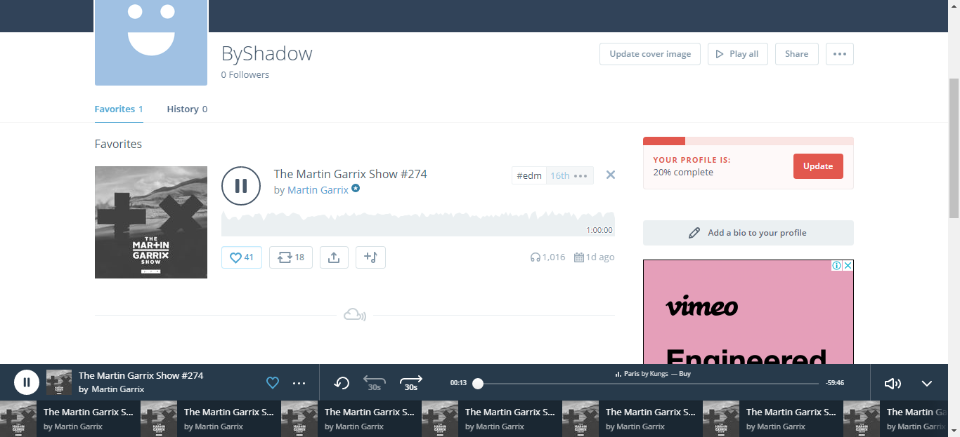 ByShadow
0 Followers
Update cover image
Play all
Share
Favorites 1
History 0
Favorites
THE
MARTIN
GARRIX
SHOW
The Martin Garrix Show #274
by Martin Garrix
#edm
16th
1:00:00
41
18
1,016
1d ago
YOUR PROFILE IS:
20% complete
Update
Add a bio to your profile
vimeo
Engineered
The Martin Garrix Show #274
by Martin Garrix
30s
30s
00:13
Paris by Kungs — Buy
-59:46
The Martin Garrix S...
by Martin Garrix
The Martin Garrix S...
by Martin Garrix
The Martin Garrix S...
by Martin Garrix
The Martin Garrix S...
by Martin Garrix
The Martin Garrix S...
by Martin Garrix
The Martin Garrix S...
by Martin Garrix
The Martin G
by Martin Garrix